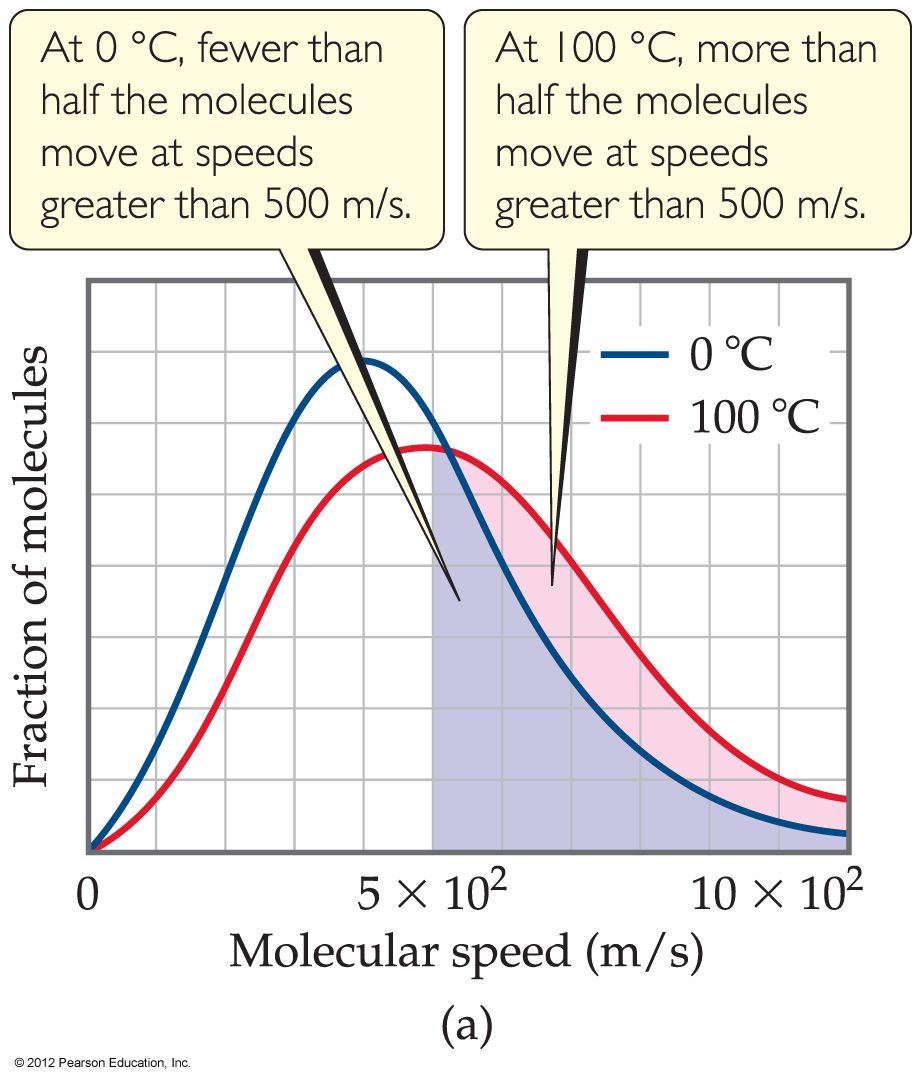 At 0 °C, fewer than
half the molecules
move at speeds
greater than 500 m/s.
At 100 °C, more than
half the molecules
move at speeds
greater than 500 m/s.
0 °C
100 °C
Fraction of molecules
0
5 × 10²
10 × 10²
Molecular speed (m/s)
(a)
© 2012 Pearson Education, Inc.